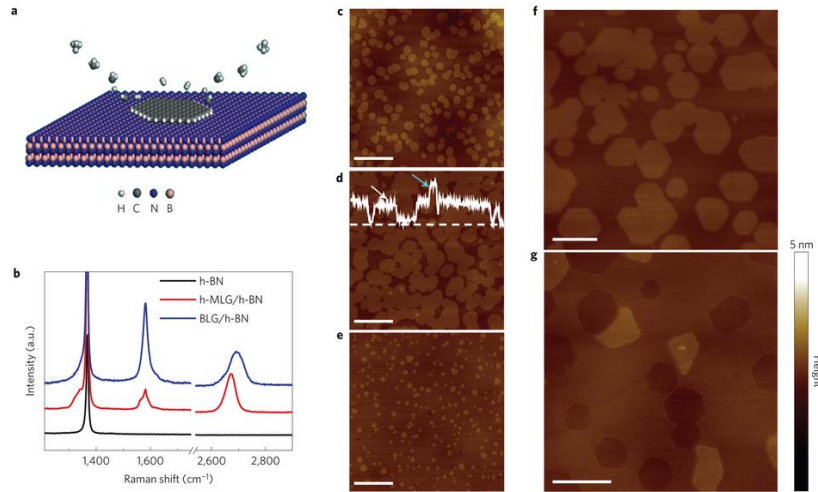 a
H C N B
b
h-BN
h-MLG/h-BN
BLG/h-BN
Intensity (a.u.)
1,400 1,600 2,600 2,800
Raman shift (cm⁻¹)
c
d
e
f
g
5 nm
Height